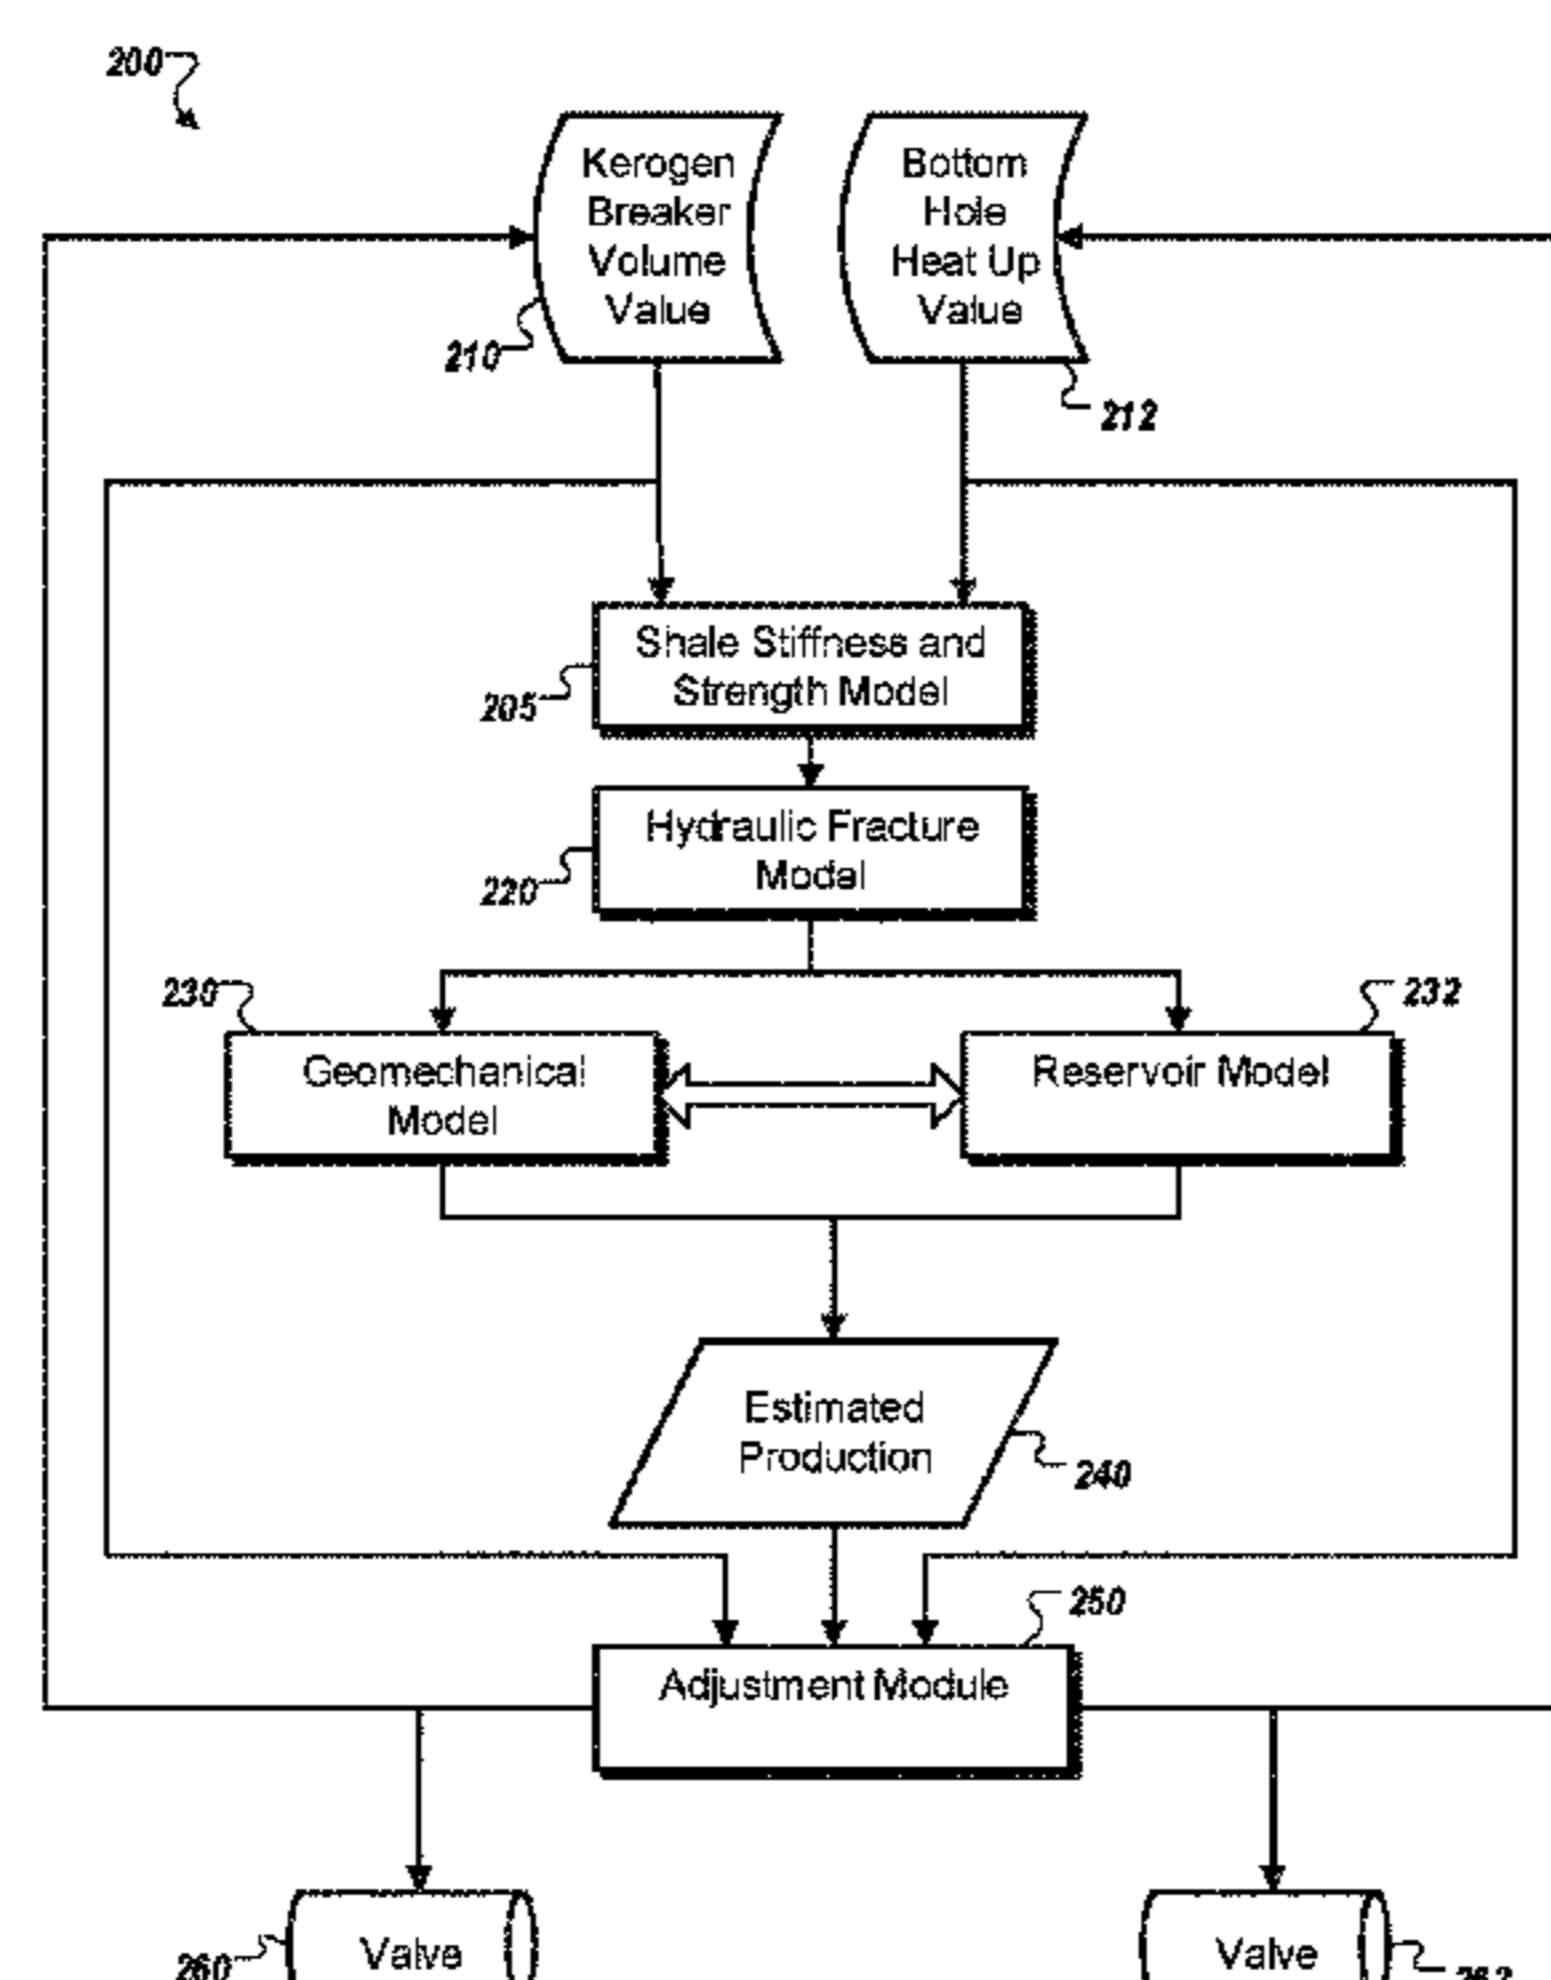 200
Kerogen
Breaker
Volume
Value
210
Bottom
Hole
Heat Up
Value
212
Shale Stiffness and
Strength Model
205
Hydraulic Fracture
Model
220
230
Geomechanical
Model
232
Reservoir Model
Estimated
Production
240
250
Adjustment Module
260
Valve
Valve
262